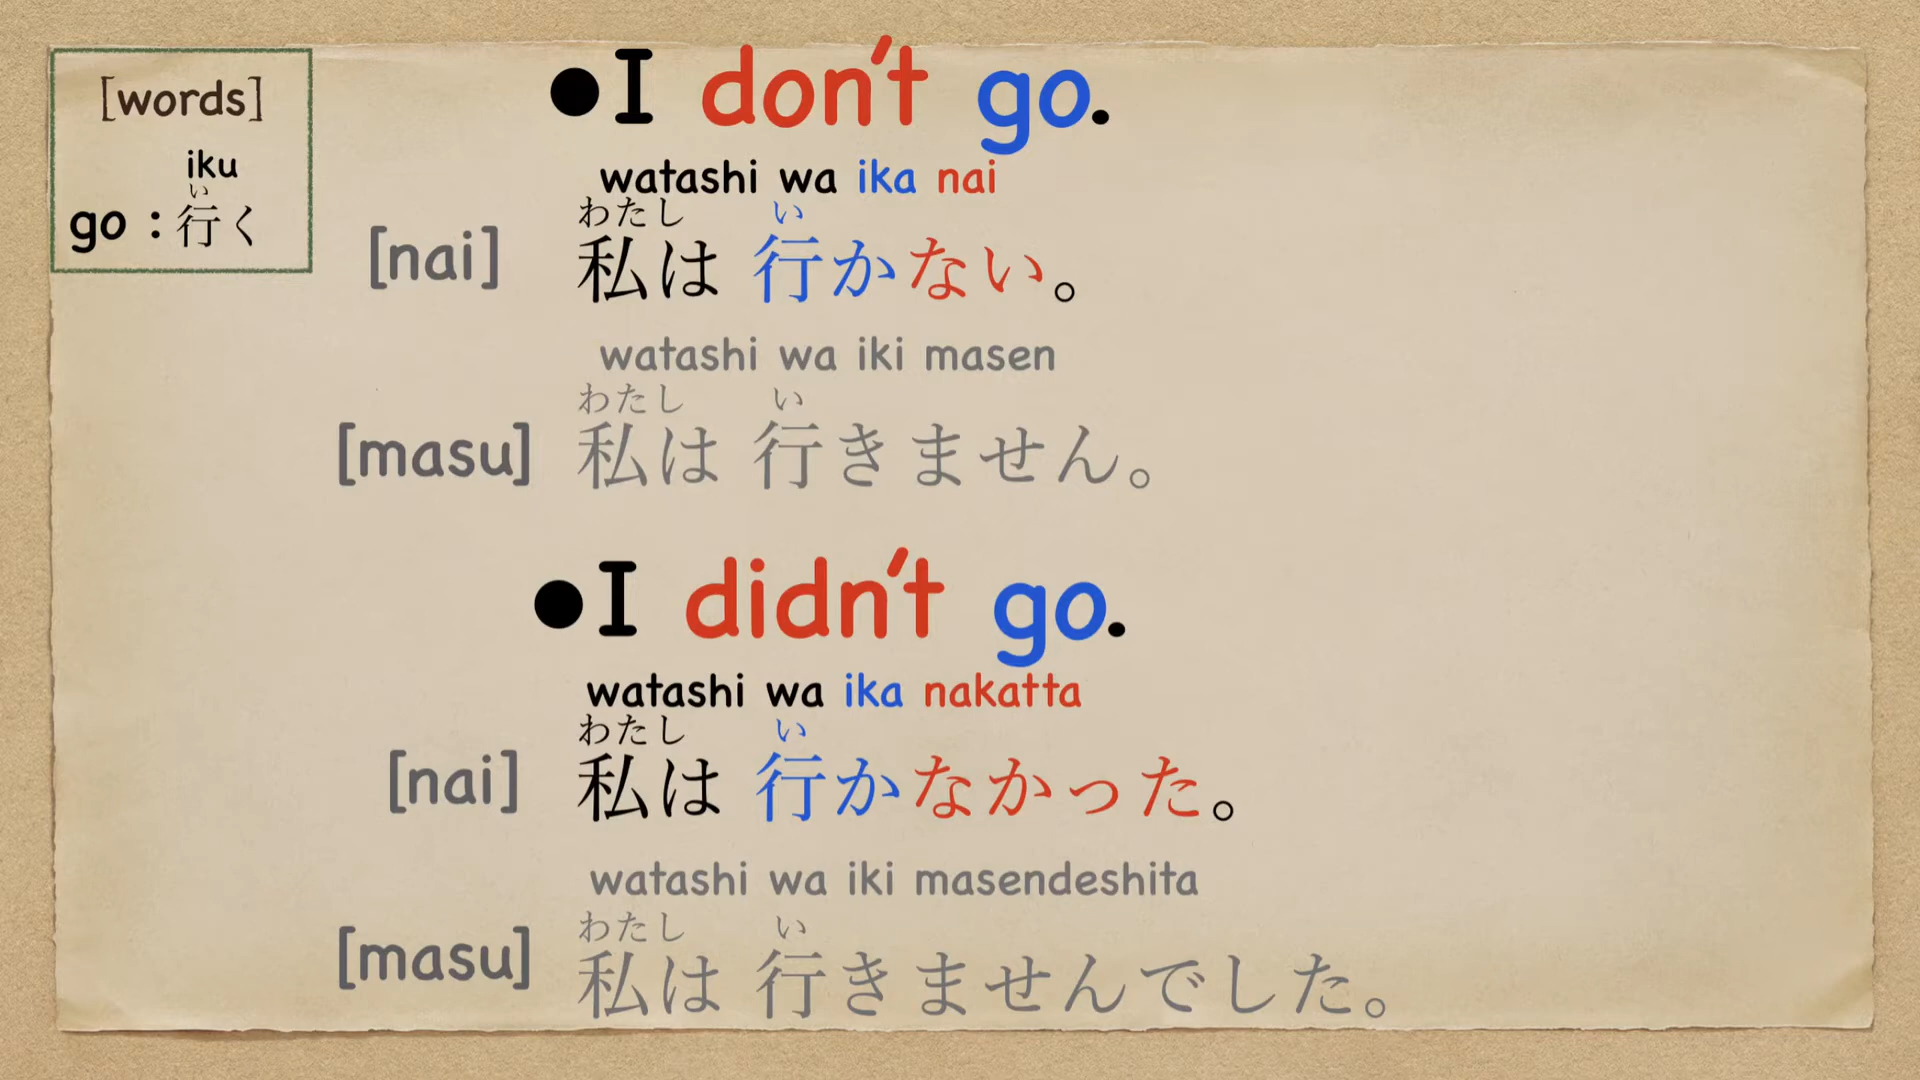 [words]
iku
い
go : 行く
●I don't go.
watashi wa ika nai
わたし い
[nai] 私は 行かない。
watashi wa iki masen
わたし い
[masu] 私は 行きません。
●I didn't go.
watashi wa ika nakatta
わたし い
[nai] 私は 行かなかった。
watashi wa iki masendeshita
わたし い
[masu] 私は 行きませんでした。